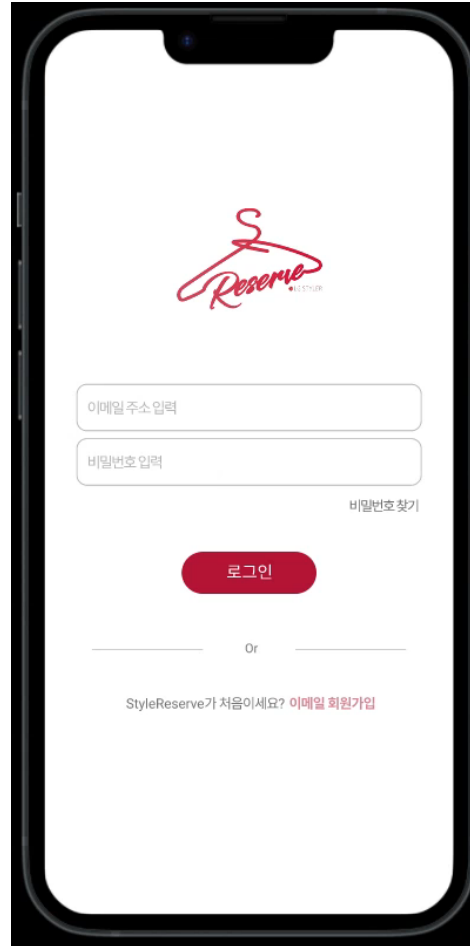 Reserve
LG STYLER
이메일 주소 입력
비밀번호 입력
비밀번호 찾기
로그인
Or
StyleReserve가 처음이세요? 이메일 회원가입